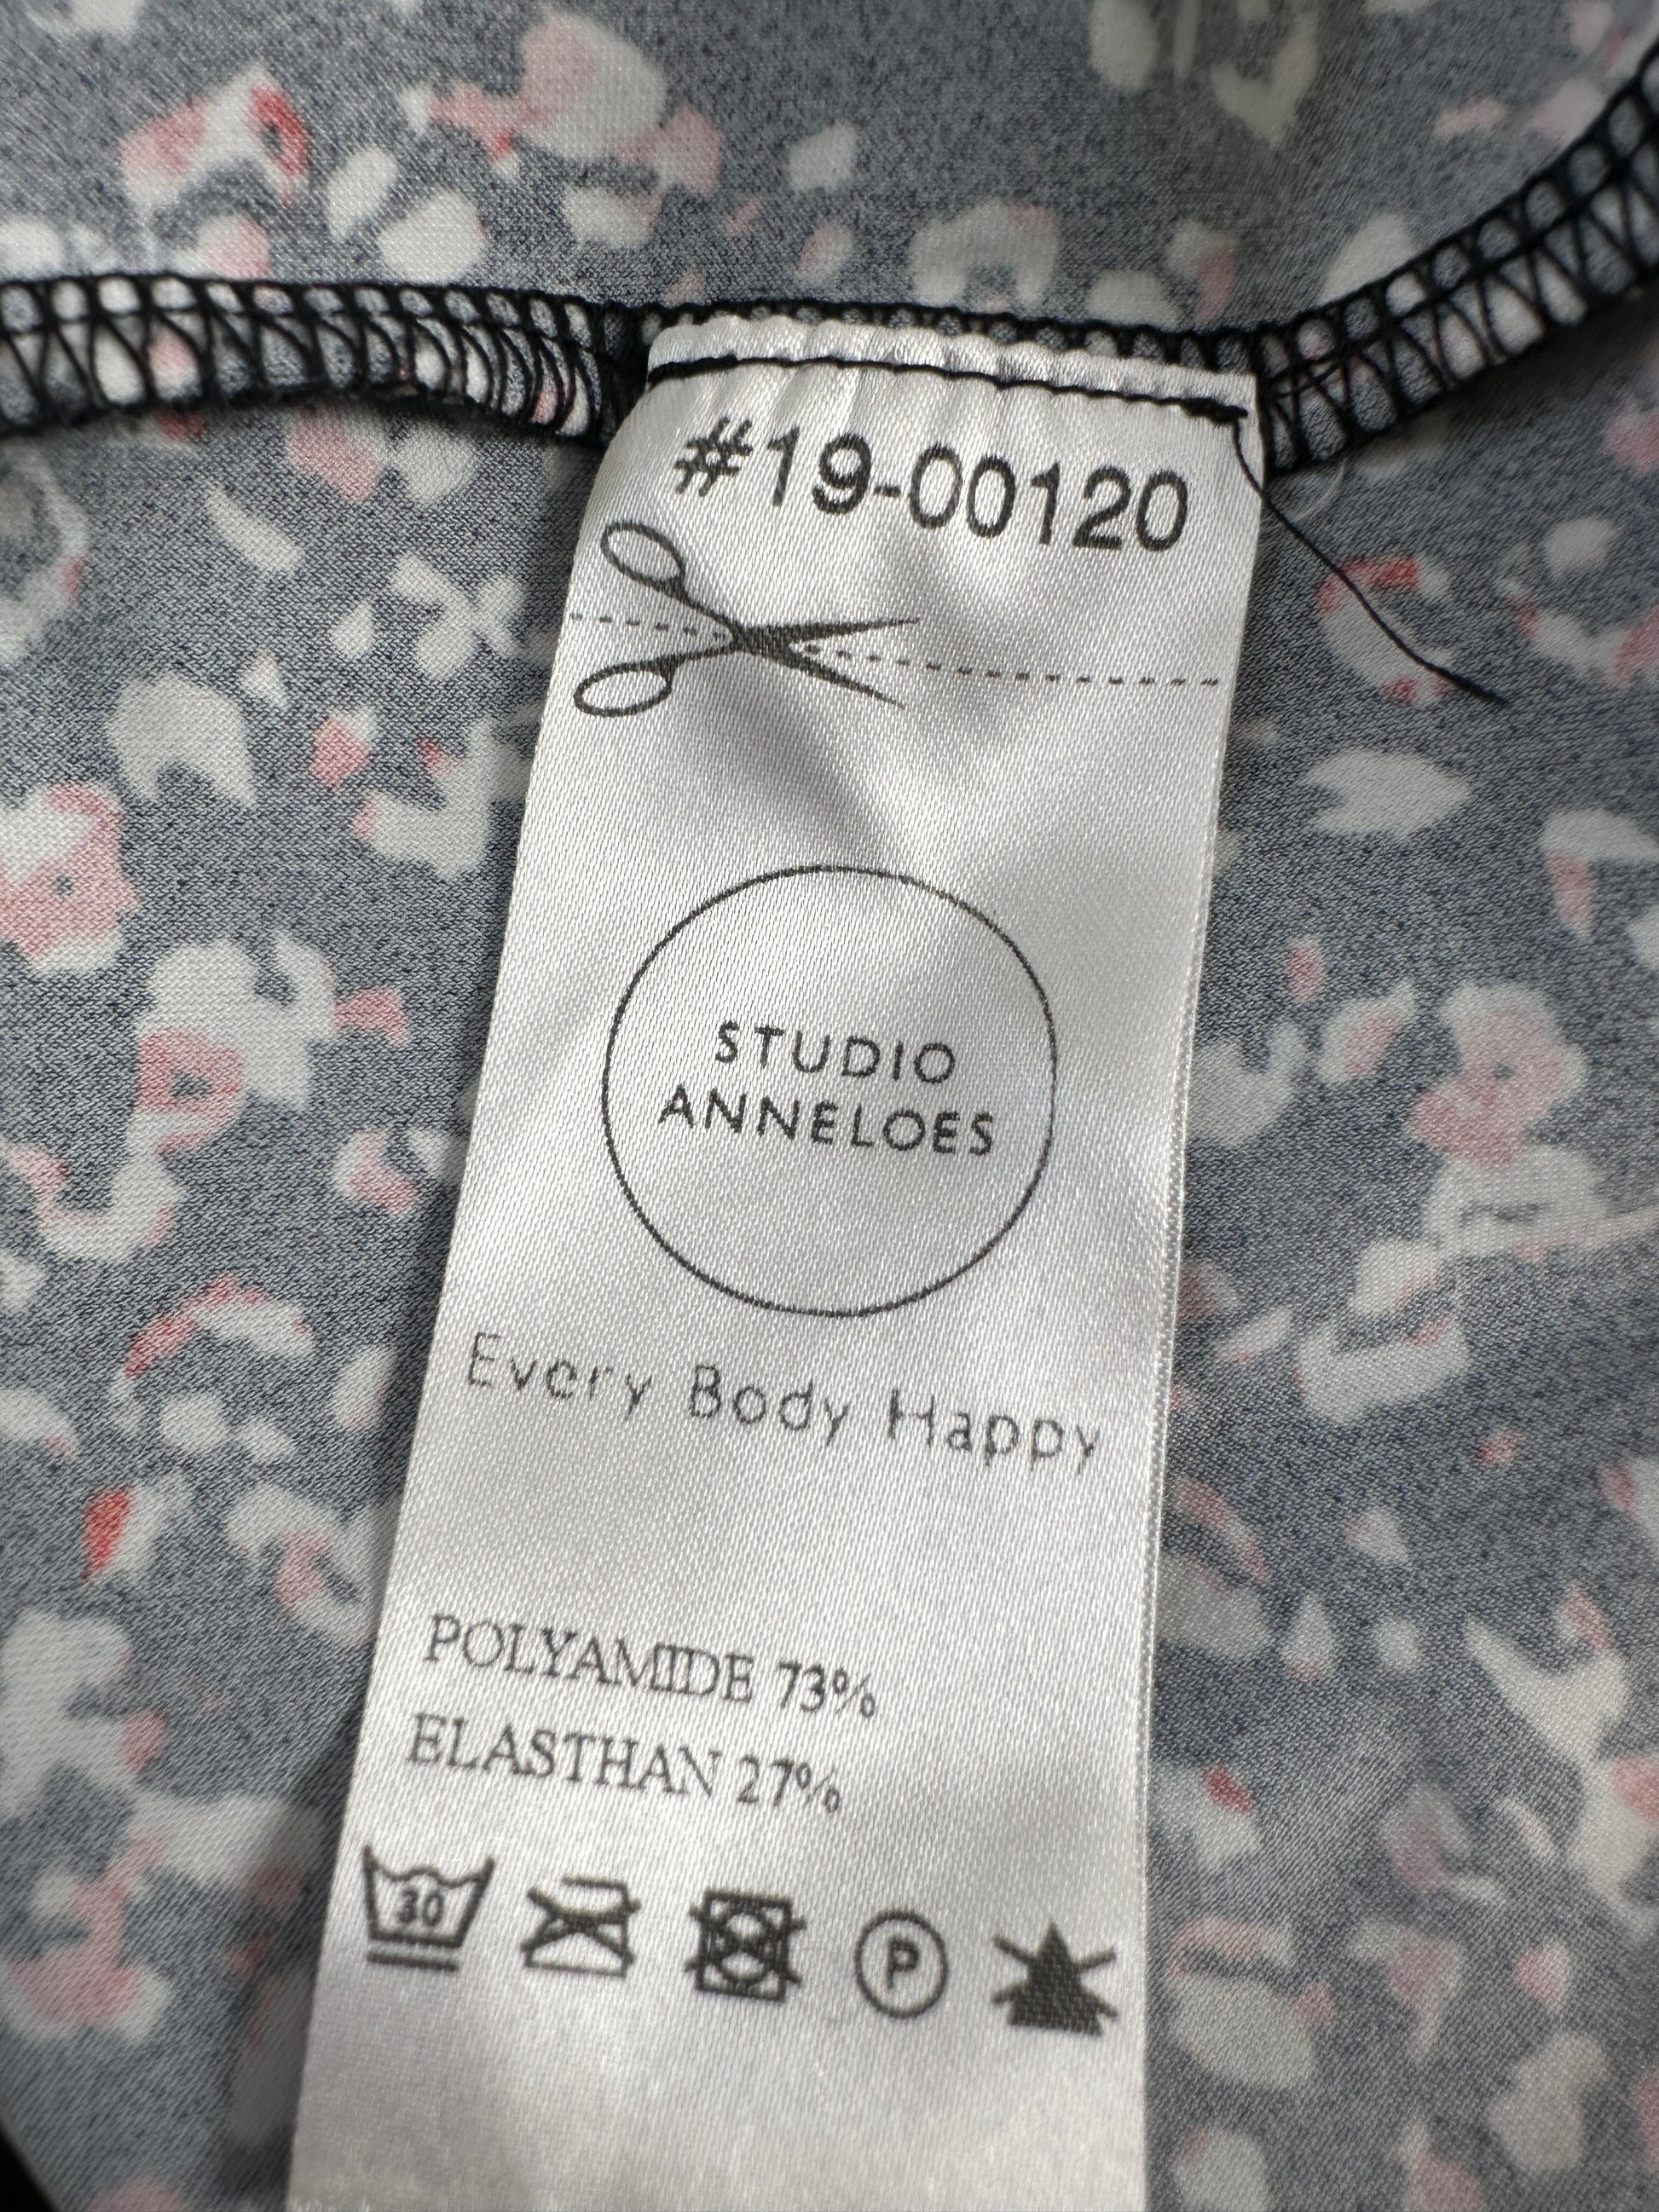 #19-00120
STUDIO
ANNELOES
Every Body Happy
POLYAMIDE 73%
ELASTHAN 27%
30 P